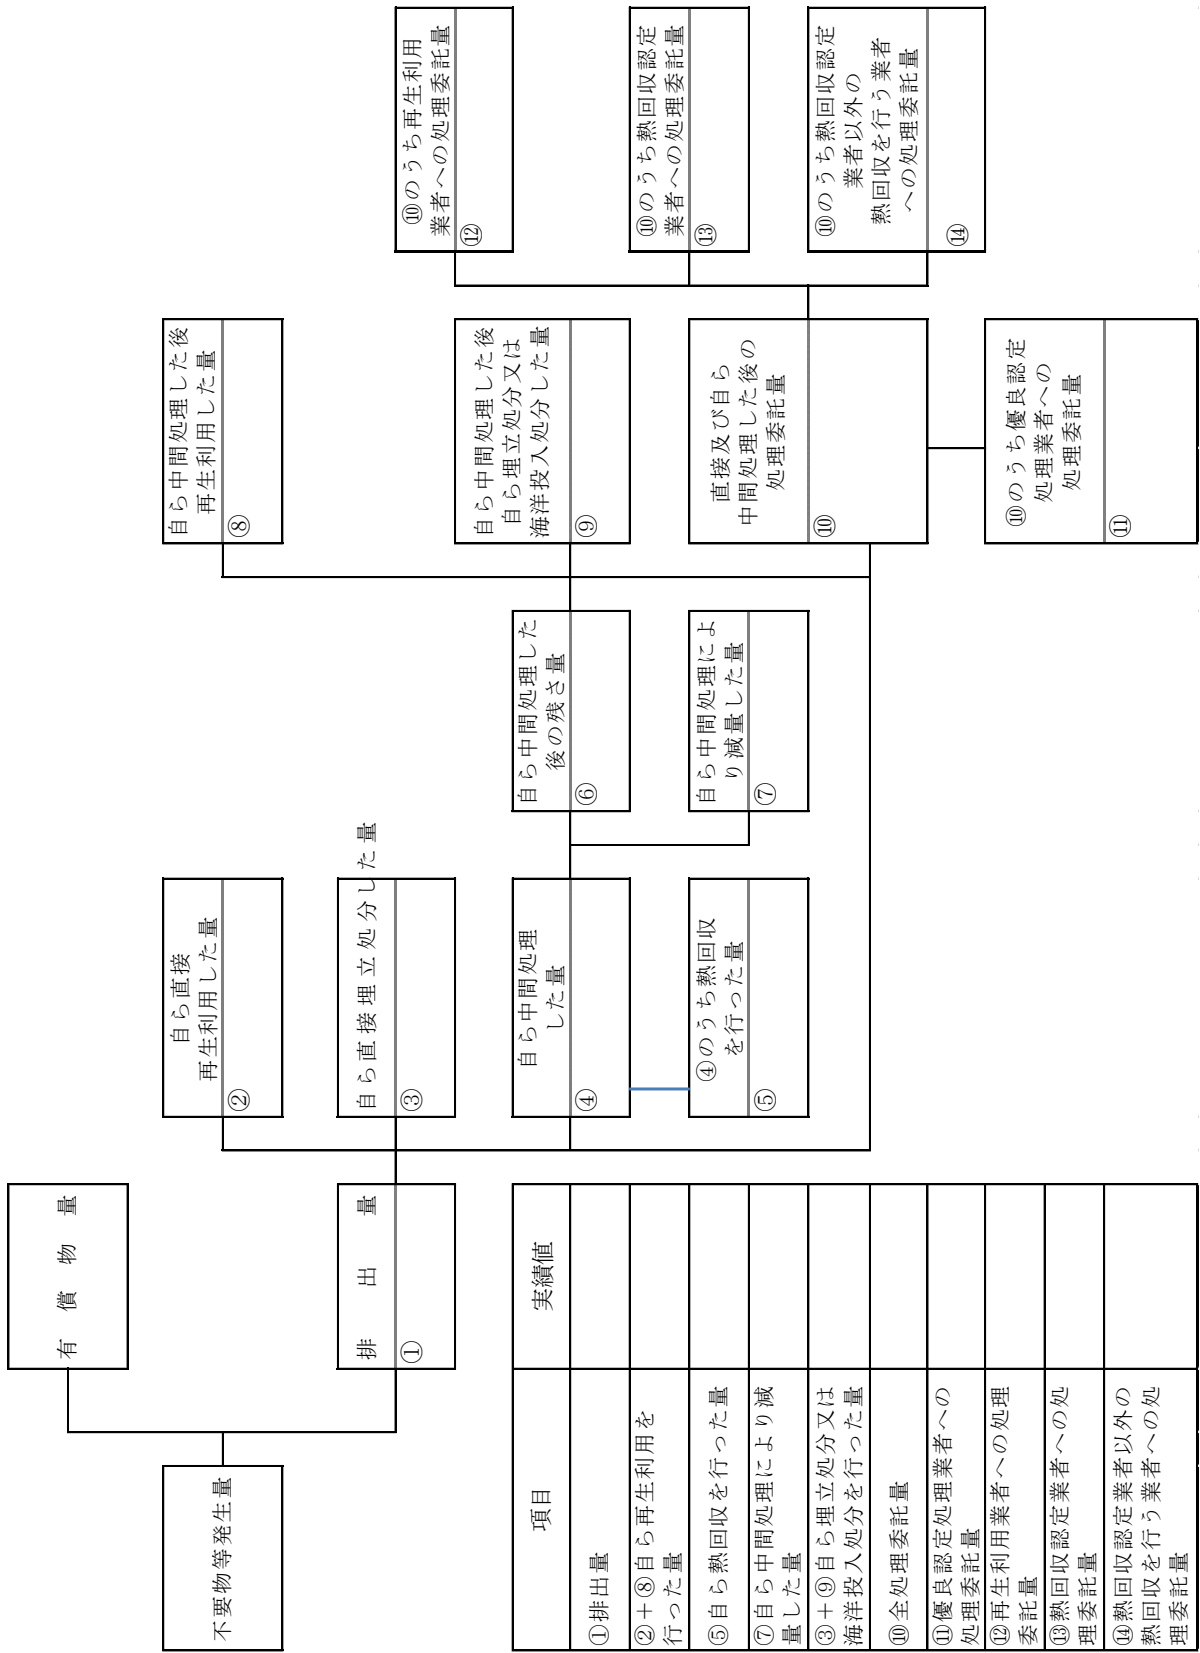 有償物量
不要物等発生量
排出量
①
自ら直接
再生利用した量
②
自ら直接埋立処分した量
③
自ら中間処理
した量
④
④のうち熱回収
を行った量
⑤
自ら中間処理した
後の残さ量
⑥
自ら中間処理によ
り減量した量
⑦
自ら中間処理した後
再生利用した量
⑧
自ら中間処理した後
自ら埋立処分又は
海洋投入処分した量
⑨
直接及び自ら
中間処理した後の
処理委託量
⑩
⑩のうち優良認定
処理業者への
処理委託量
⑪
⑩のうち再生利用
業者への処理委託量
⑫
⑩のうち熱回収認定
業者への処理委託量
⑬
⑩のうち熱回収認定
業者以外の
熱回収を行う業者
への処理委託量
⑭
項目
実績値
①排出量
②＋⑧自ら再生利用を
行った量
⑤自ら熱回収を行った量
⑦自ら中間処理により減
量した量
③＋⑨自ら埋立処分又は
海洋投入処分を行った量
⑩全処理委託量
⑪優良認定処理業者への
処理委託量
⑫再生利用業者への処理
委託量
⑬熱回収認定業者への処
理委託量
⑭熱回収認定業者以外の
熱回収を行う業者への処
理委託量